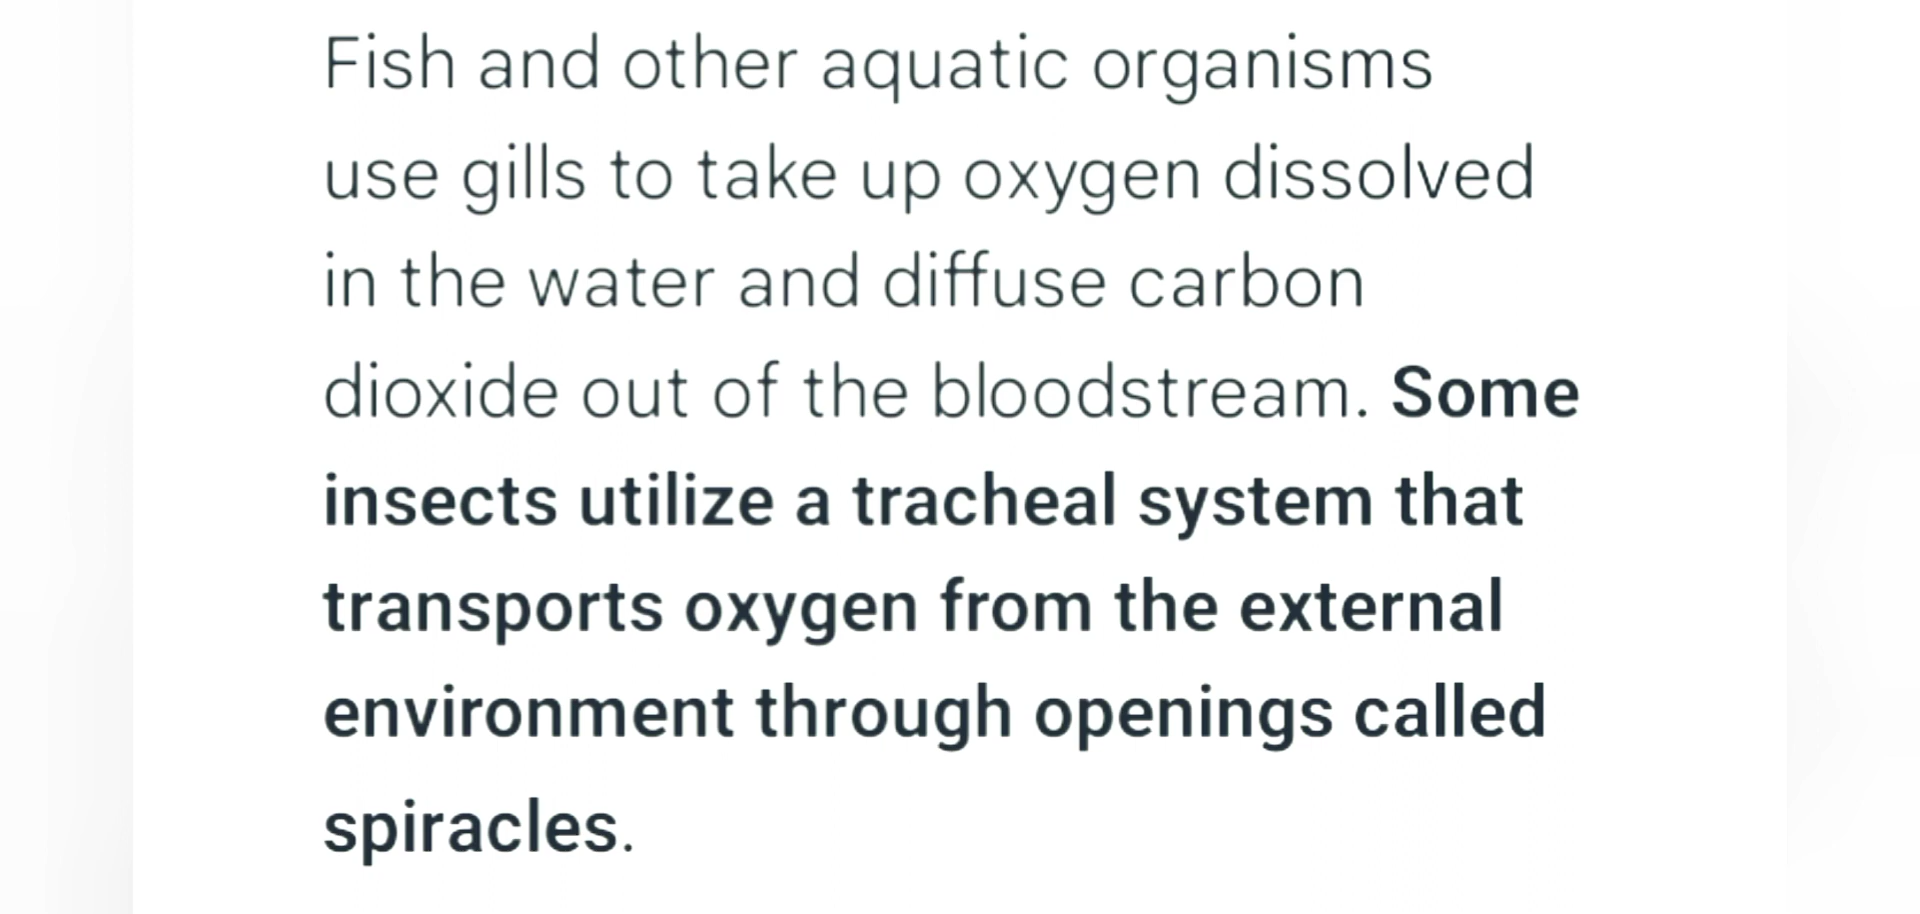 Fish and other aquatic organisms
use gills to take up oxygen dissolved
in the water and diffuse carbon
dioxide out of the bloodstream. Some
insects utilize a tracheal system that
transports oxygen from the external
environment through openings called
spiracles.